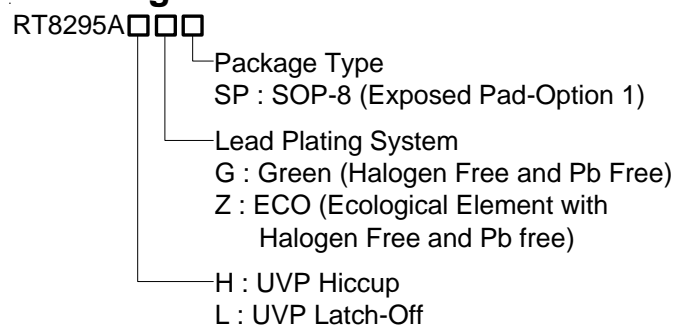 RT8295A
Package Type
SP : SOP-8 (Exposed Pad-Option 1)
Lead Plating System
G : Green (Halogen Free and Pb Free)
Z : ECO (Ecological Element with
Halogen Free and Pb free)
H : UVP Hiccup
L : UVP Latch-Off